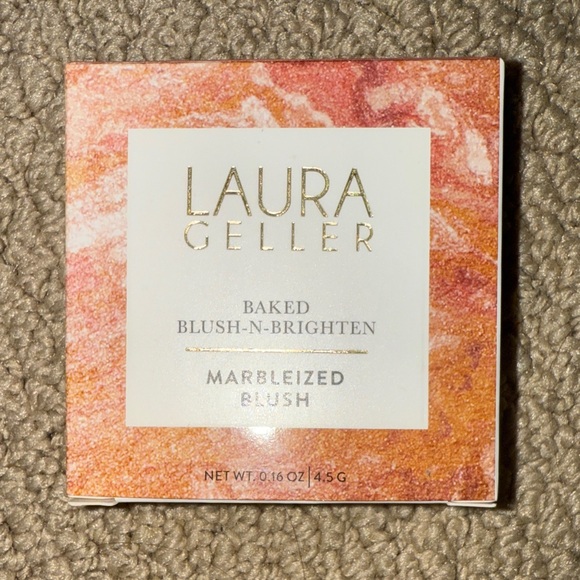 LAURA
GELLER
BAKED
BLUSH-N-BRIGHTEN
MARBLEIZED
BLUSH
NET WT. 0.16 OZ | 4.5 G